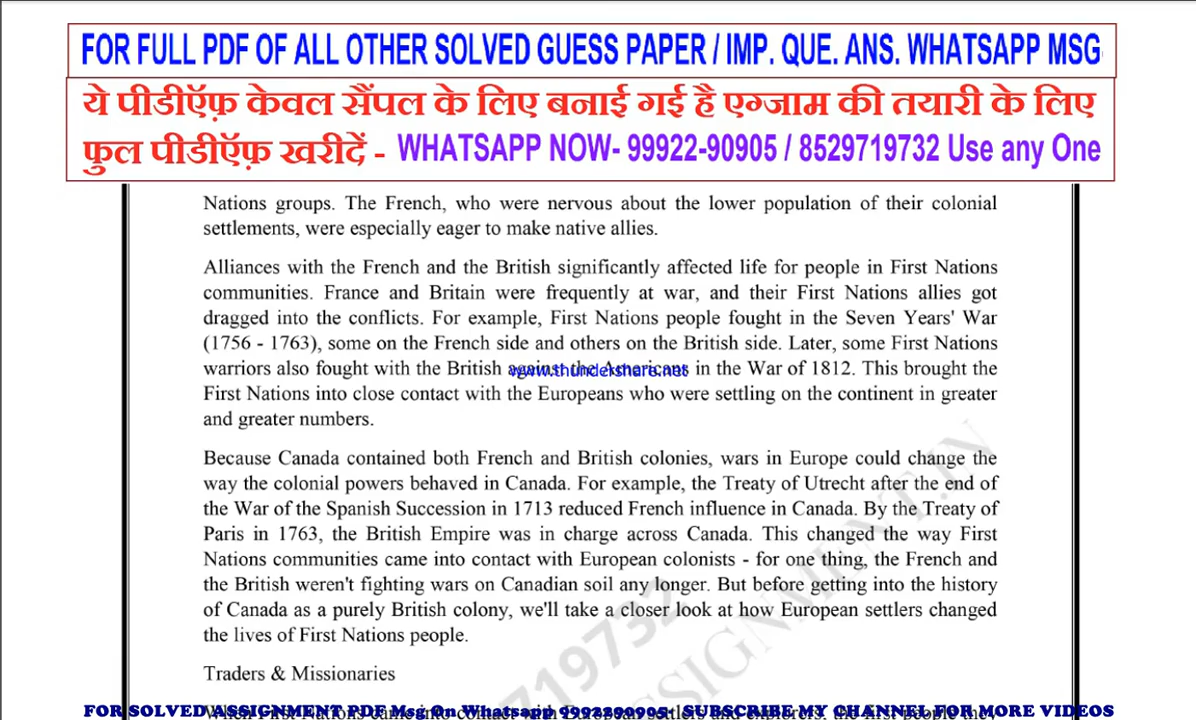 FOR FULL PDF OF ALL OTHER SOLVED GUESS PAPER / IMP. QUE. ANS. WHATSAPP MSG
ये पीडीऍफ़ केवल सैंपल के लिए बनाई गई है एग्जाम की तयारी के लिए
फुल पीडीऍफ़ खरीदें - WHATSAPP NOW- 99922-90905 / 8529719732 Use any One
Nations groups. The French, who were nervous about the lower population of their colonial
settlements, were especially eager to make native allies.
Alliances with the French and the British significantly affected life for people in First Nations
communities. France and Britain were frequently at war, and their First Nations allies got
dragged into the conflicts. For example, First Nations people fought in the Seven Years' War
(1756 - 1763), some on the French side and others on the British side. Later, some First Nations
warriors also fought with the British against the Americans in the War of 1812. This brought the
www.thundershare.net
First Nations into close contact with the Europeans who were settling on the continent in greater
and greater numbers.
Because Canada contained both French and British colonies, wars in Europe could change the
way the colonial powers behaved in Canada. For example, the Treaty of Utrecht after the end of
the War of the Spanish Succession in 1713 reduced French influence in Canada. By the Treaty of
Paris in 1763, the British Empire was in charge across Canada. This changed the way First
Nations communities came into contact with European colonists - for one thing, the French and
the British weren't fighting wars on Canadian soil any longer. But before getting into the history
of Canada as a purely British colony, we'll take a closer look at how European settlers changed
the lives of First Nations people.
719732
SSIGNMENT.IN
Traders & Missionaries
FOR SOLVED ASSIGNMENT PDF Msg On Whatsapp 9992290905- SUBSCRIBE MY CHANNEL FOR MORE VIDEOS